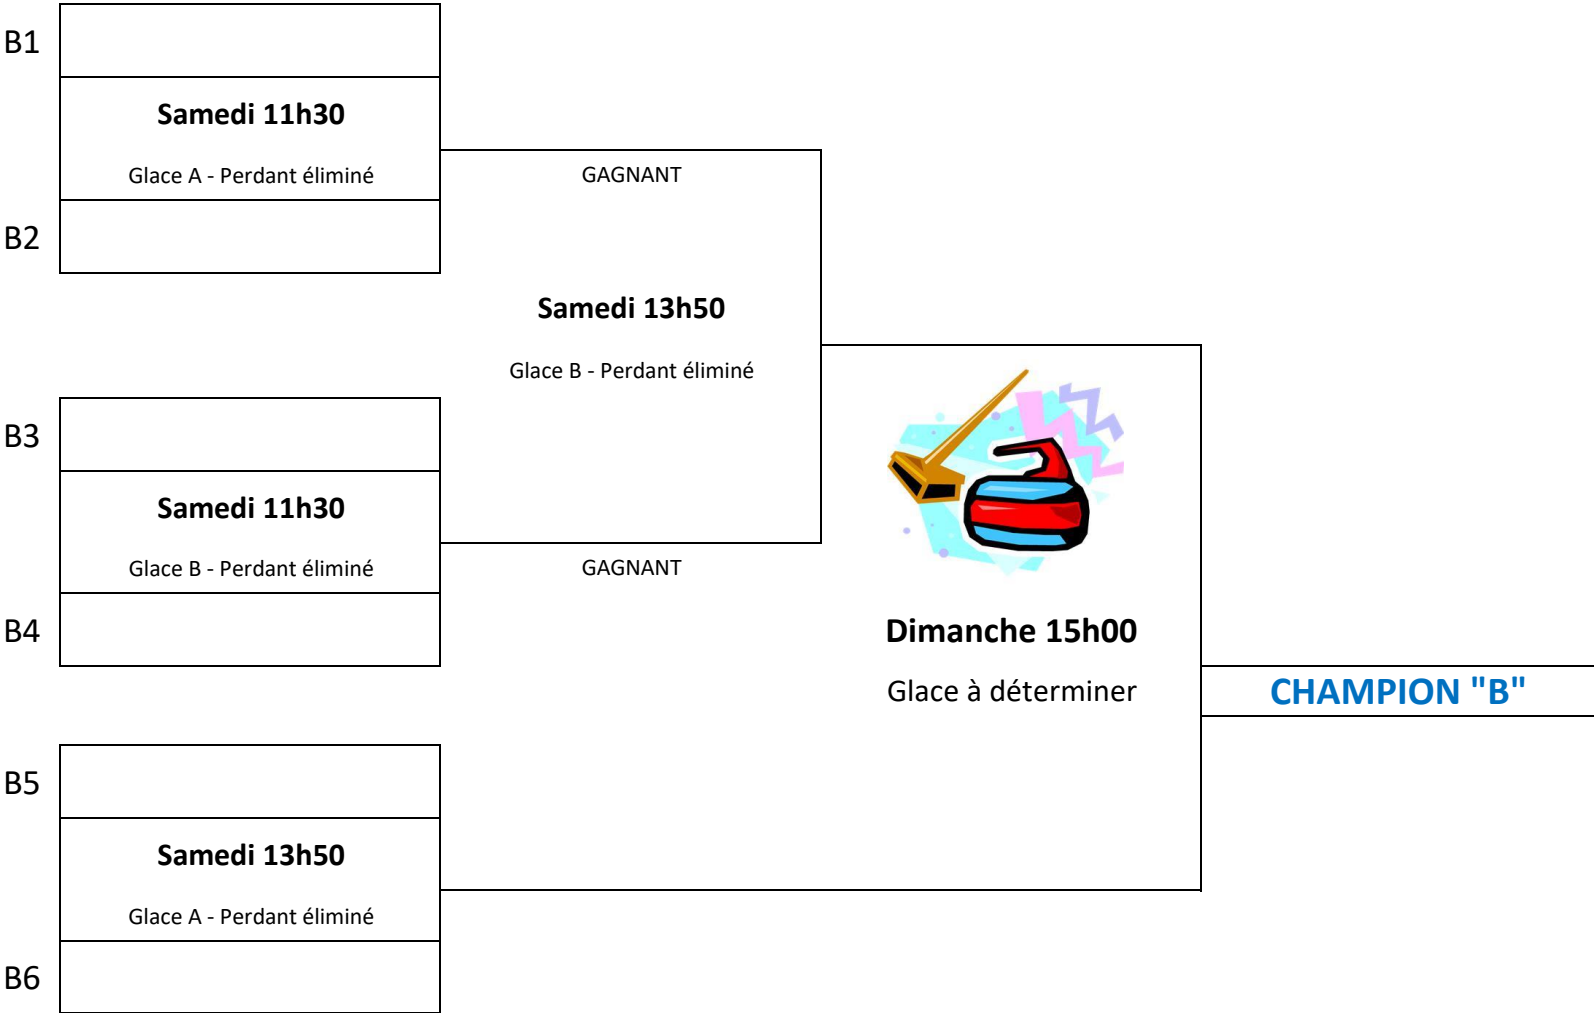 B1
Samedi 11h30
Glace A - Perdant éliminé
GAGNANT
B2
Samedi 13h50
Glace B - Perdant éliminé
B3
Samedi 11h30
Glace B - Perdant éliminé
GAGNANT
B4
Dimanche 15h00
Glace à déterminer
CHAMPION "B"
B5
Samedi 13h50
Glace A - Perdant éliminé
B6